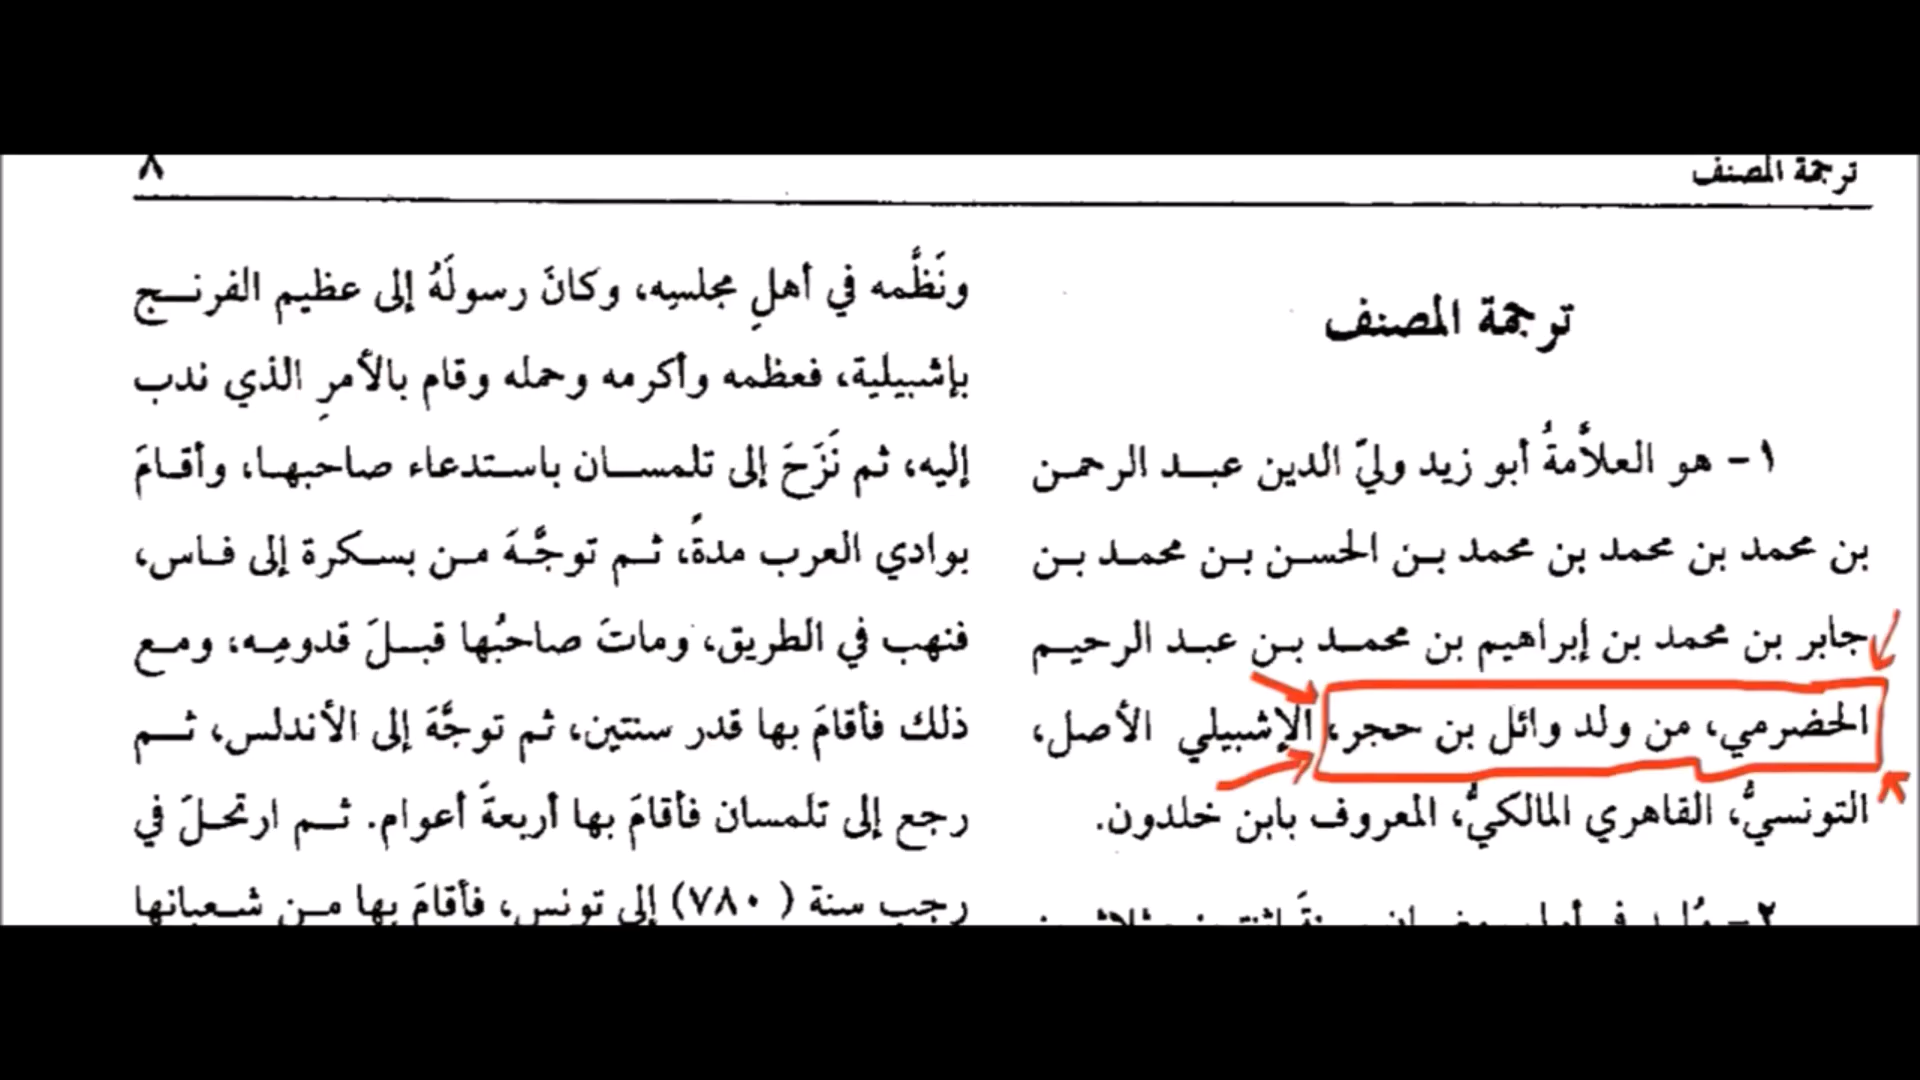 ترجمة المصنف
٨
ترجمة المصنف
١- هو العلاَّمةُ أبو زيد وليّ الدين عبد الرحمن
بن محمد بن محمد بن محمد بن الحسن بن محمد بن
جابر بن محمد بن إبراهيم بن محمد بن عبد الرحيم
الحضرمي، من ولد وائل بن حجر، الإشبيلي الأصل،
التونسيُّ، القاهري المالكيُّ، المعروف بابن خلدون.
٢-
ونَظَّمه في أهلِ مجلسِه، وكانَ رسولَهُ إلى عظيم الفرنج
بإشبيلية، فعظمه وأكرمه وحمله وقام بالأمرِ الذي ندب
إليه، ثم نَزَحَ إلى تلمسان باستدعاء صاحبها، وأقامَ
بوادي العرب مدةً، ثم توجَّهَ من بسكرة إلى فاس،
فنهب في الطريق، وماتَ صاحبُها قبلَ قدومِه، ومع
ذلك فأقامَ بها قدر سنتين، ثم توجَّهَ إلى الأندلس، ثم
رجع إلى تلمسان فأقامَ بها أربعةَ أعوام. ثم ارتحلَ في
رجب سنة (٧٨٠) إلى تونس، فأقامَ بها من شعبانها